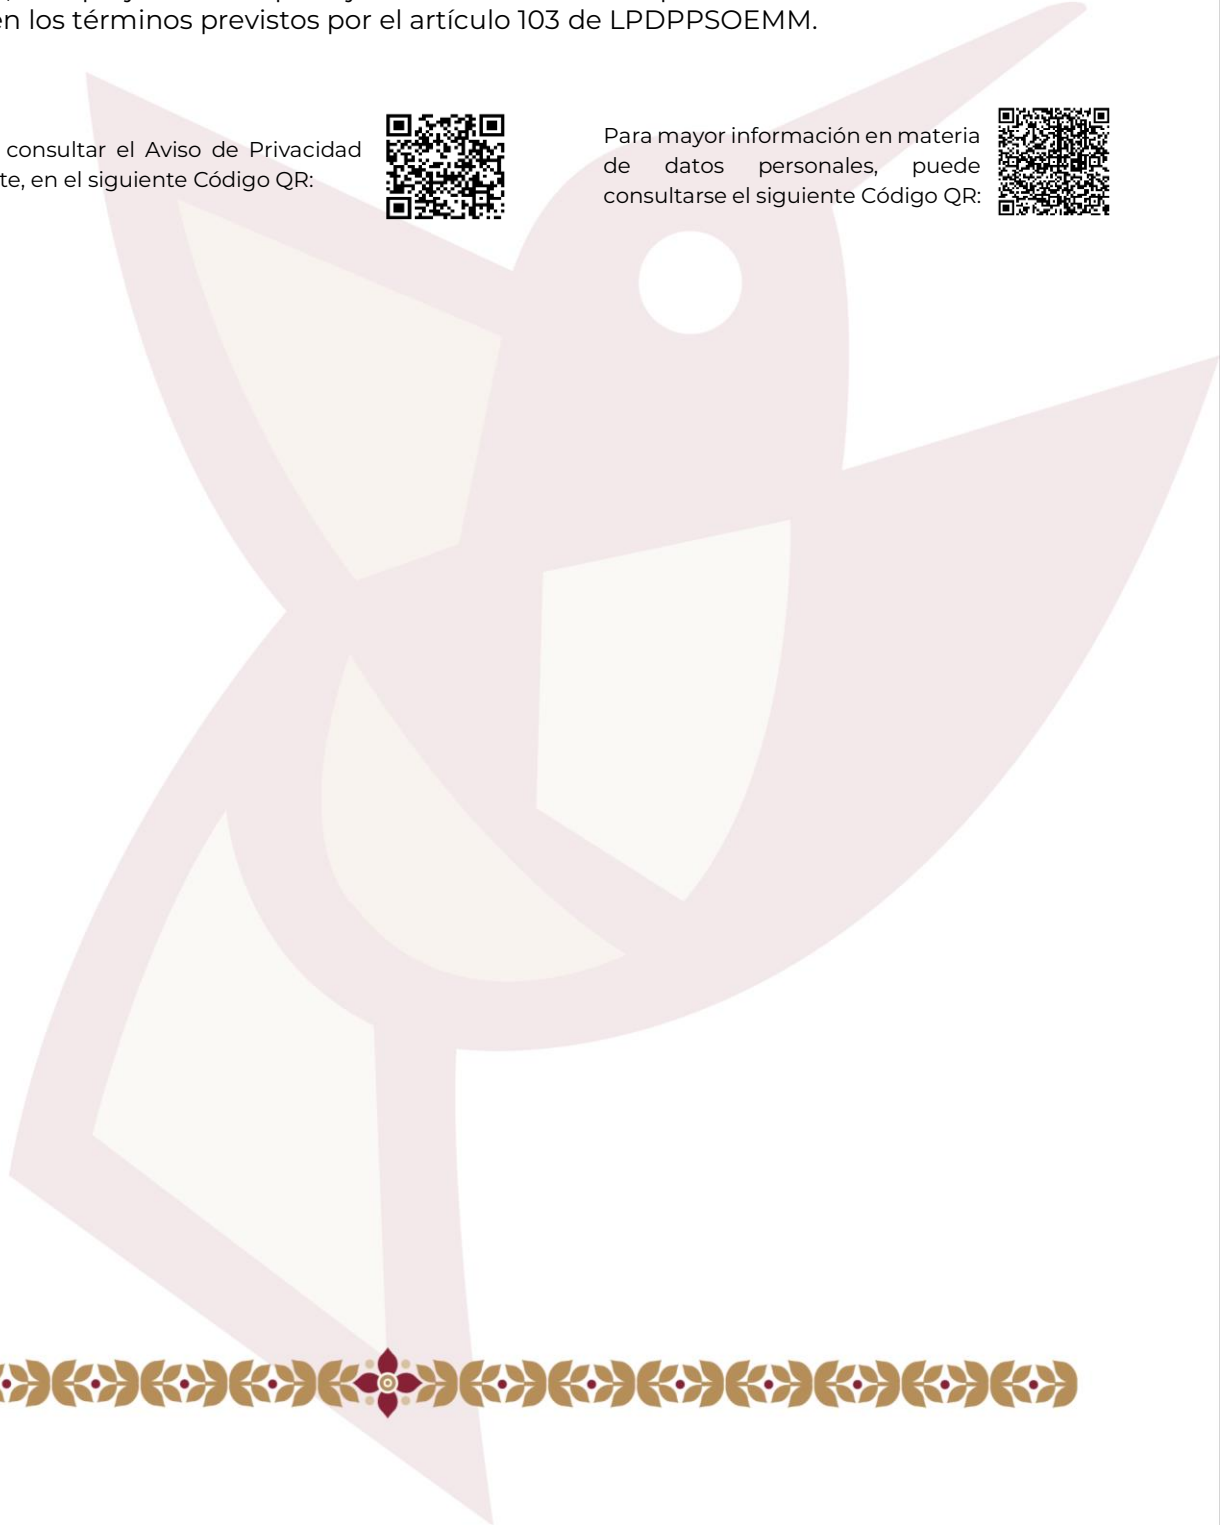 en los términos previstos por el artículo 103 de LPDPPSOEMM.
consultar el Aviso de Privacidad
te, en el siguiente Código QR:
Para mayor información en materia
de datos personales, puede
consultarse el siguiente Código QR: